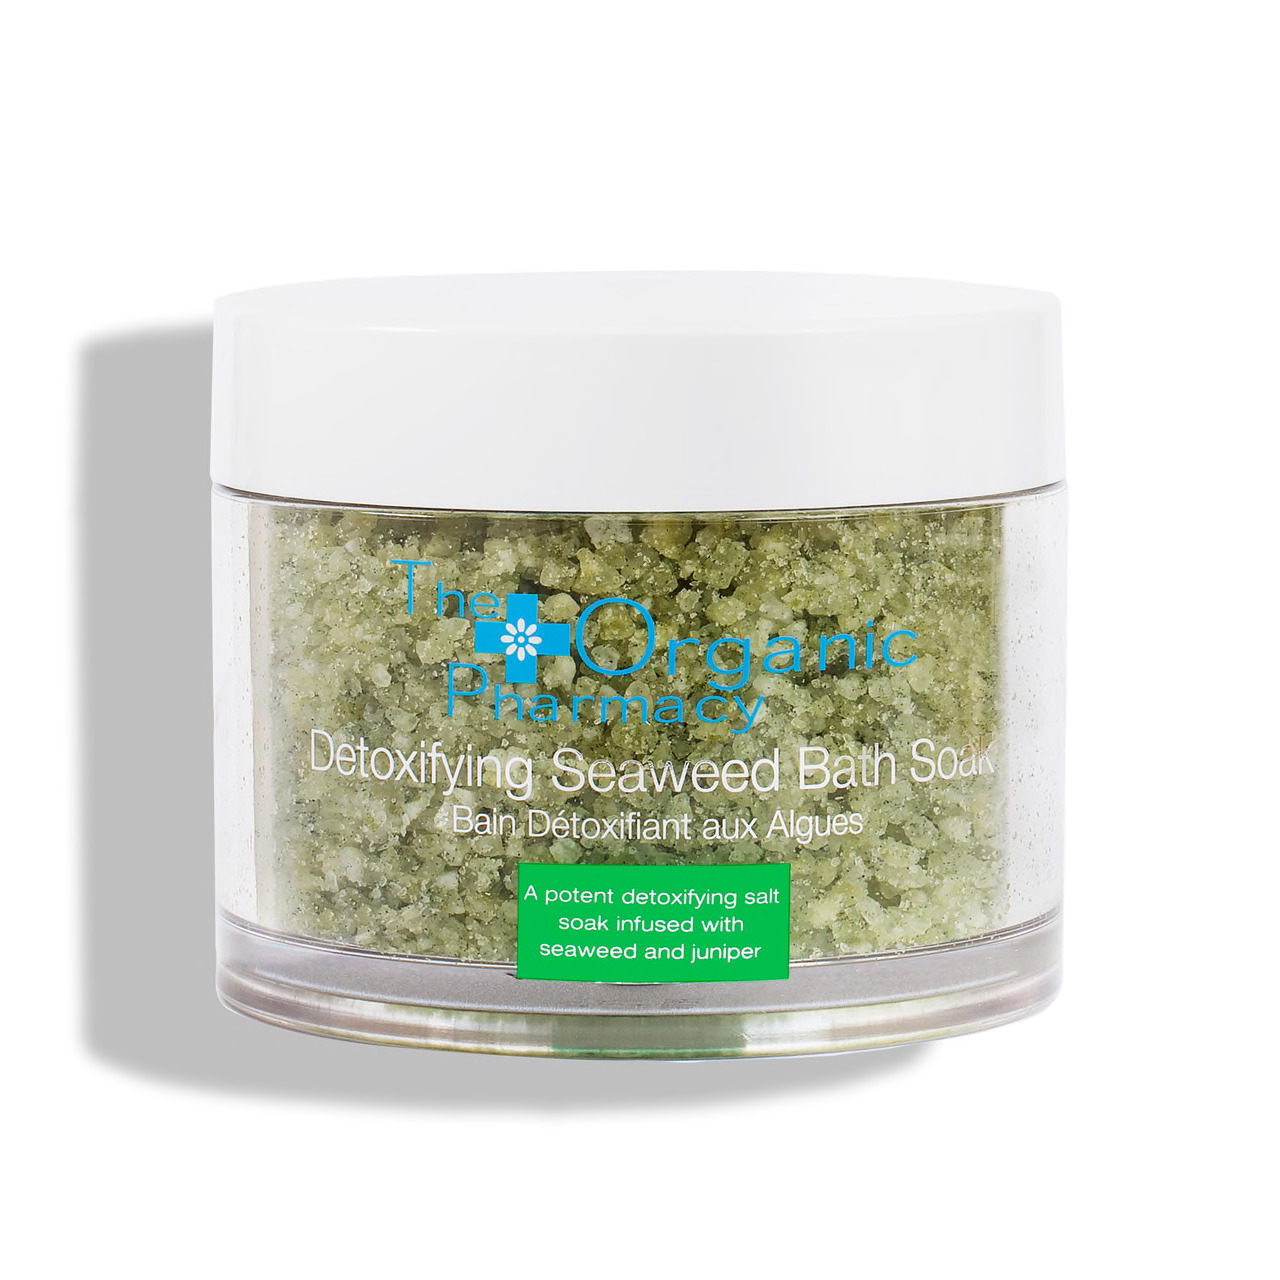 The Organic
Pharmacy
Detoxifying Seaweed Bath Soak
Bain Détoxifiant aux Algues
A potent detoxifying salt
soak infused with
seaweed and juniper